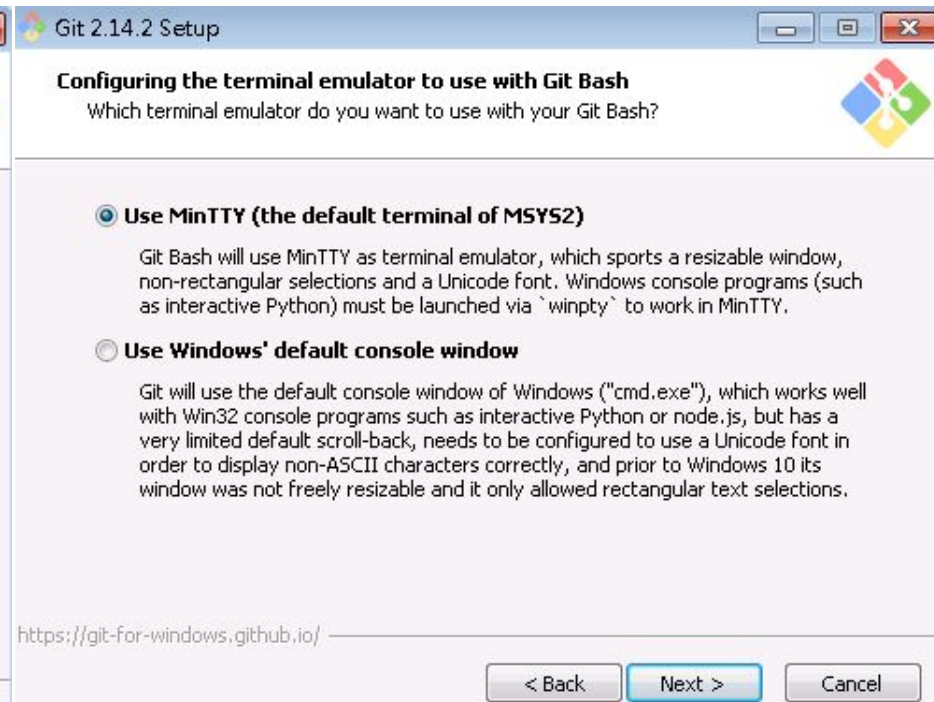 Git 2.14.2 Setup
Configuring the terminal emulator to use with Git Bash
Which terminal emulator do you want to use with your Git Bash?
Use MinTTY (the default terminal of MSYS2)
Git Bash will use MinTTY as terminal emulator, which sports a resizable window,
non-rectangular selections and a Unicode font. Windows console programs (such
as interactive Python) must be launched via `winpty` to work in MinTTY.
Use Windows' default console window
Git will use the default console window of Windows ("cmd.exe"), which works well
with Win32 console programs such as interactive Python or node.js, but has a
very limited default scroll-back, needs to be configured to use a Unicode font in
order to display non-ASCII characters correctly, and prior to Windows 10 its
window was not freely resizable and it only allowed rectangular text selections.
https://git-for-windows.github.io/
< Back Next > Cancel